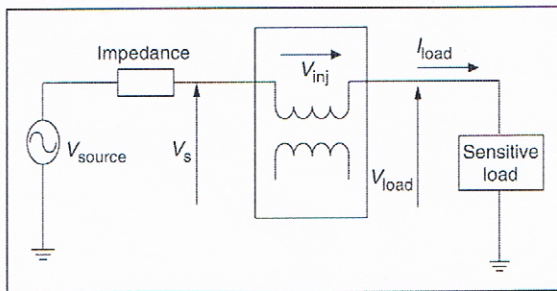 Impedance
V_source
V_s
V_inj
V_load
I_load
Sensitive
load